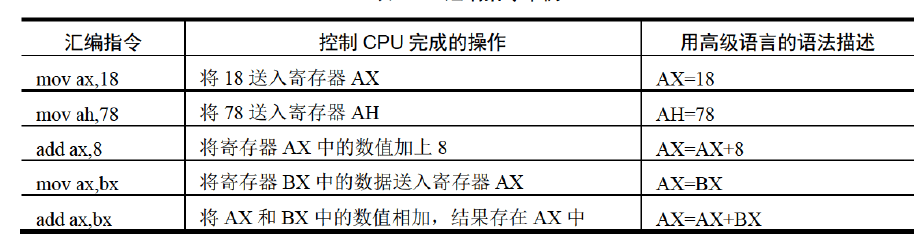 汇编指令 控制 CPU 完成的操作 用高级语言的语法描述
mov ax,18 将 18 送入寄存器 AX AX=18
mov ah,78 将 78 送入寄存器 AH AH=78
add ax,8 将寄存器 AX 中的数值加上 8 AX=AX+8
mov ax,bx 将寄存器 BX 中的数据送入寄存器 AX AX=BX
add ax,bx 将 AX 和 BX 中的数值相加，结果存在 AX 中 AX=AX+BX